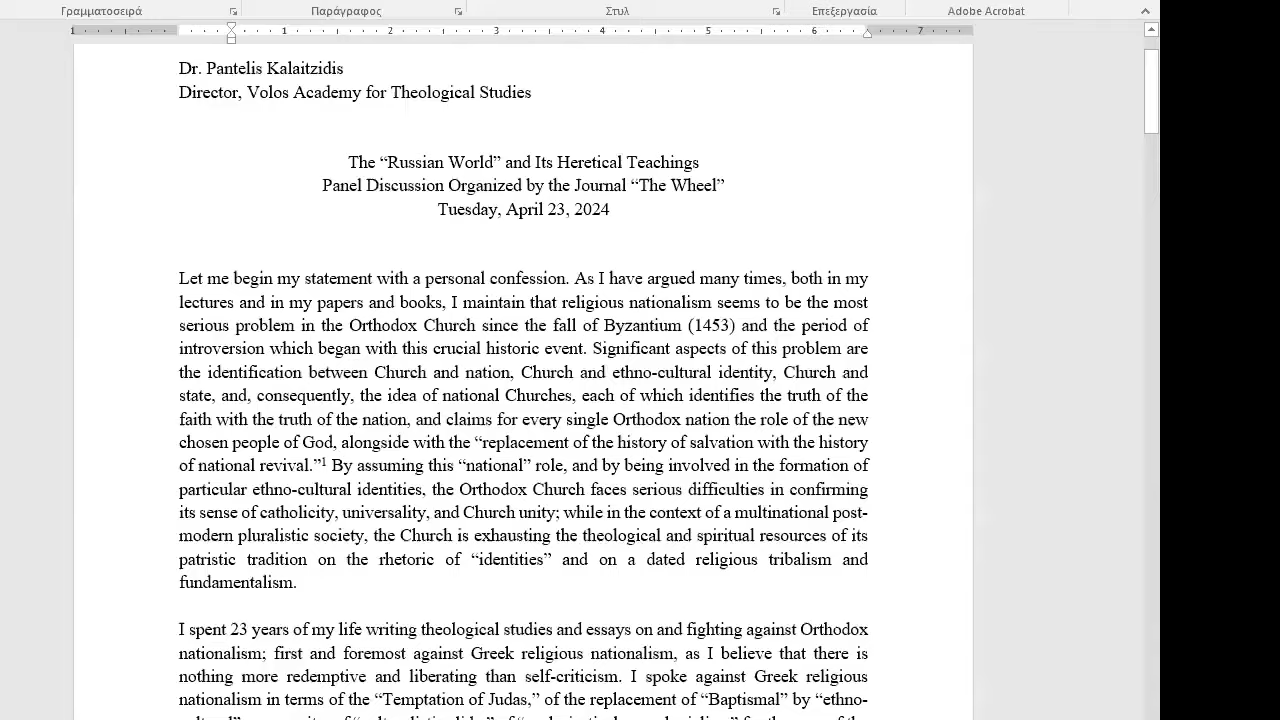 Γραμματοσειρά Παράγραφος Στυλ Επεξεργασία Adobe Acrobat
1 1 2 3 4 5 6 7
Dr. Pantelis Kalaitzidis
Director, Volos Academy for Theological Studies
The “Russian World” and Its Heretical Teachings
Panel Discussion Organized by the Journal “The Wheel”
Tuesday, April 23, 2024
Let me begin my statement with a personal confession. As I have argued many times, both in my
lectures and in my papers and books, I maintain that religious nationalism seems to be the most
serious problem in the Orthodox Church since the fall of Byzantium (1453) and the period of
introversion which began with this crucial historic event. Significant aspects of this problem are
the identification between Church and nation, Church and ethno-cultural identity, Church and
state, and, consequently, the idea of national Churches, each of which identifies the truth of the
faith with the truth of the nation, and claims for every single Orthodox nation the role of the new
chosen people of God, alongside with the “replacement of the history of salvation with the history
of national revival.”1 By assuming this “national” role, and by being involved in the formation of
particular ethno-cultural identities, the Orthodox Church faces serious difficulties in confirming
its sense of catholicity, universality, and Church unity; while in the context of a multinational post-
modern pluralistic society, the Church is exhausting the theological and spiritual resources of its
patristic tradition on the rhetoric of “identities” and on a dated religious tribalism and
fundamentalism.
I spent 23 years of my life writing theological studies and essays on and fighting against Orthodox
nationalism; first and foremost against Greek religious nationalism, as I believe that there is
nothing more redemptive and liberating than self-criticism. I spoke against Greek religious
nationalism in terms of the “Temptation of Judas,” of the replacement of “Baptismal” by “ethno-